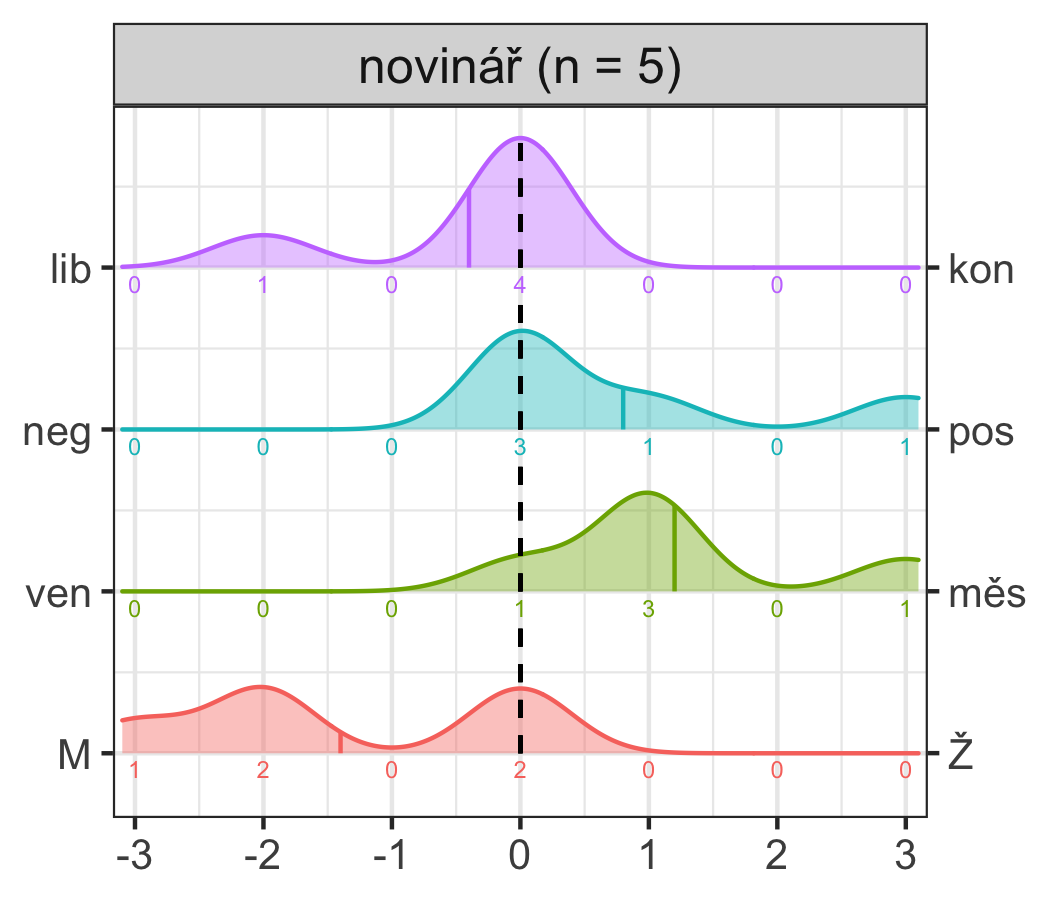 novinář (n = 5)
lib kon
0 1 0 4 0 0 0
neg pos
0 0 0 3 1 0 1
ven měs
0 0 0 1 3 0 1
M Ž
1 2 0 2 0 0 0
-3 -2 -1 0 1 2 3